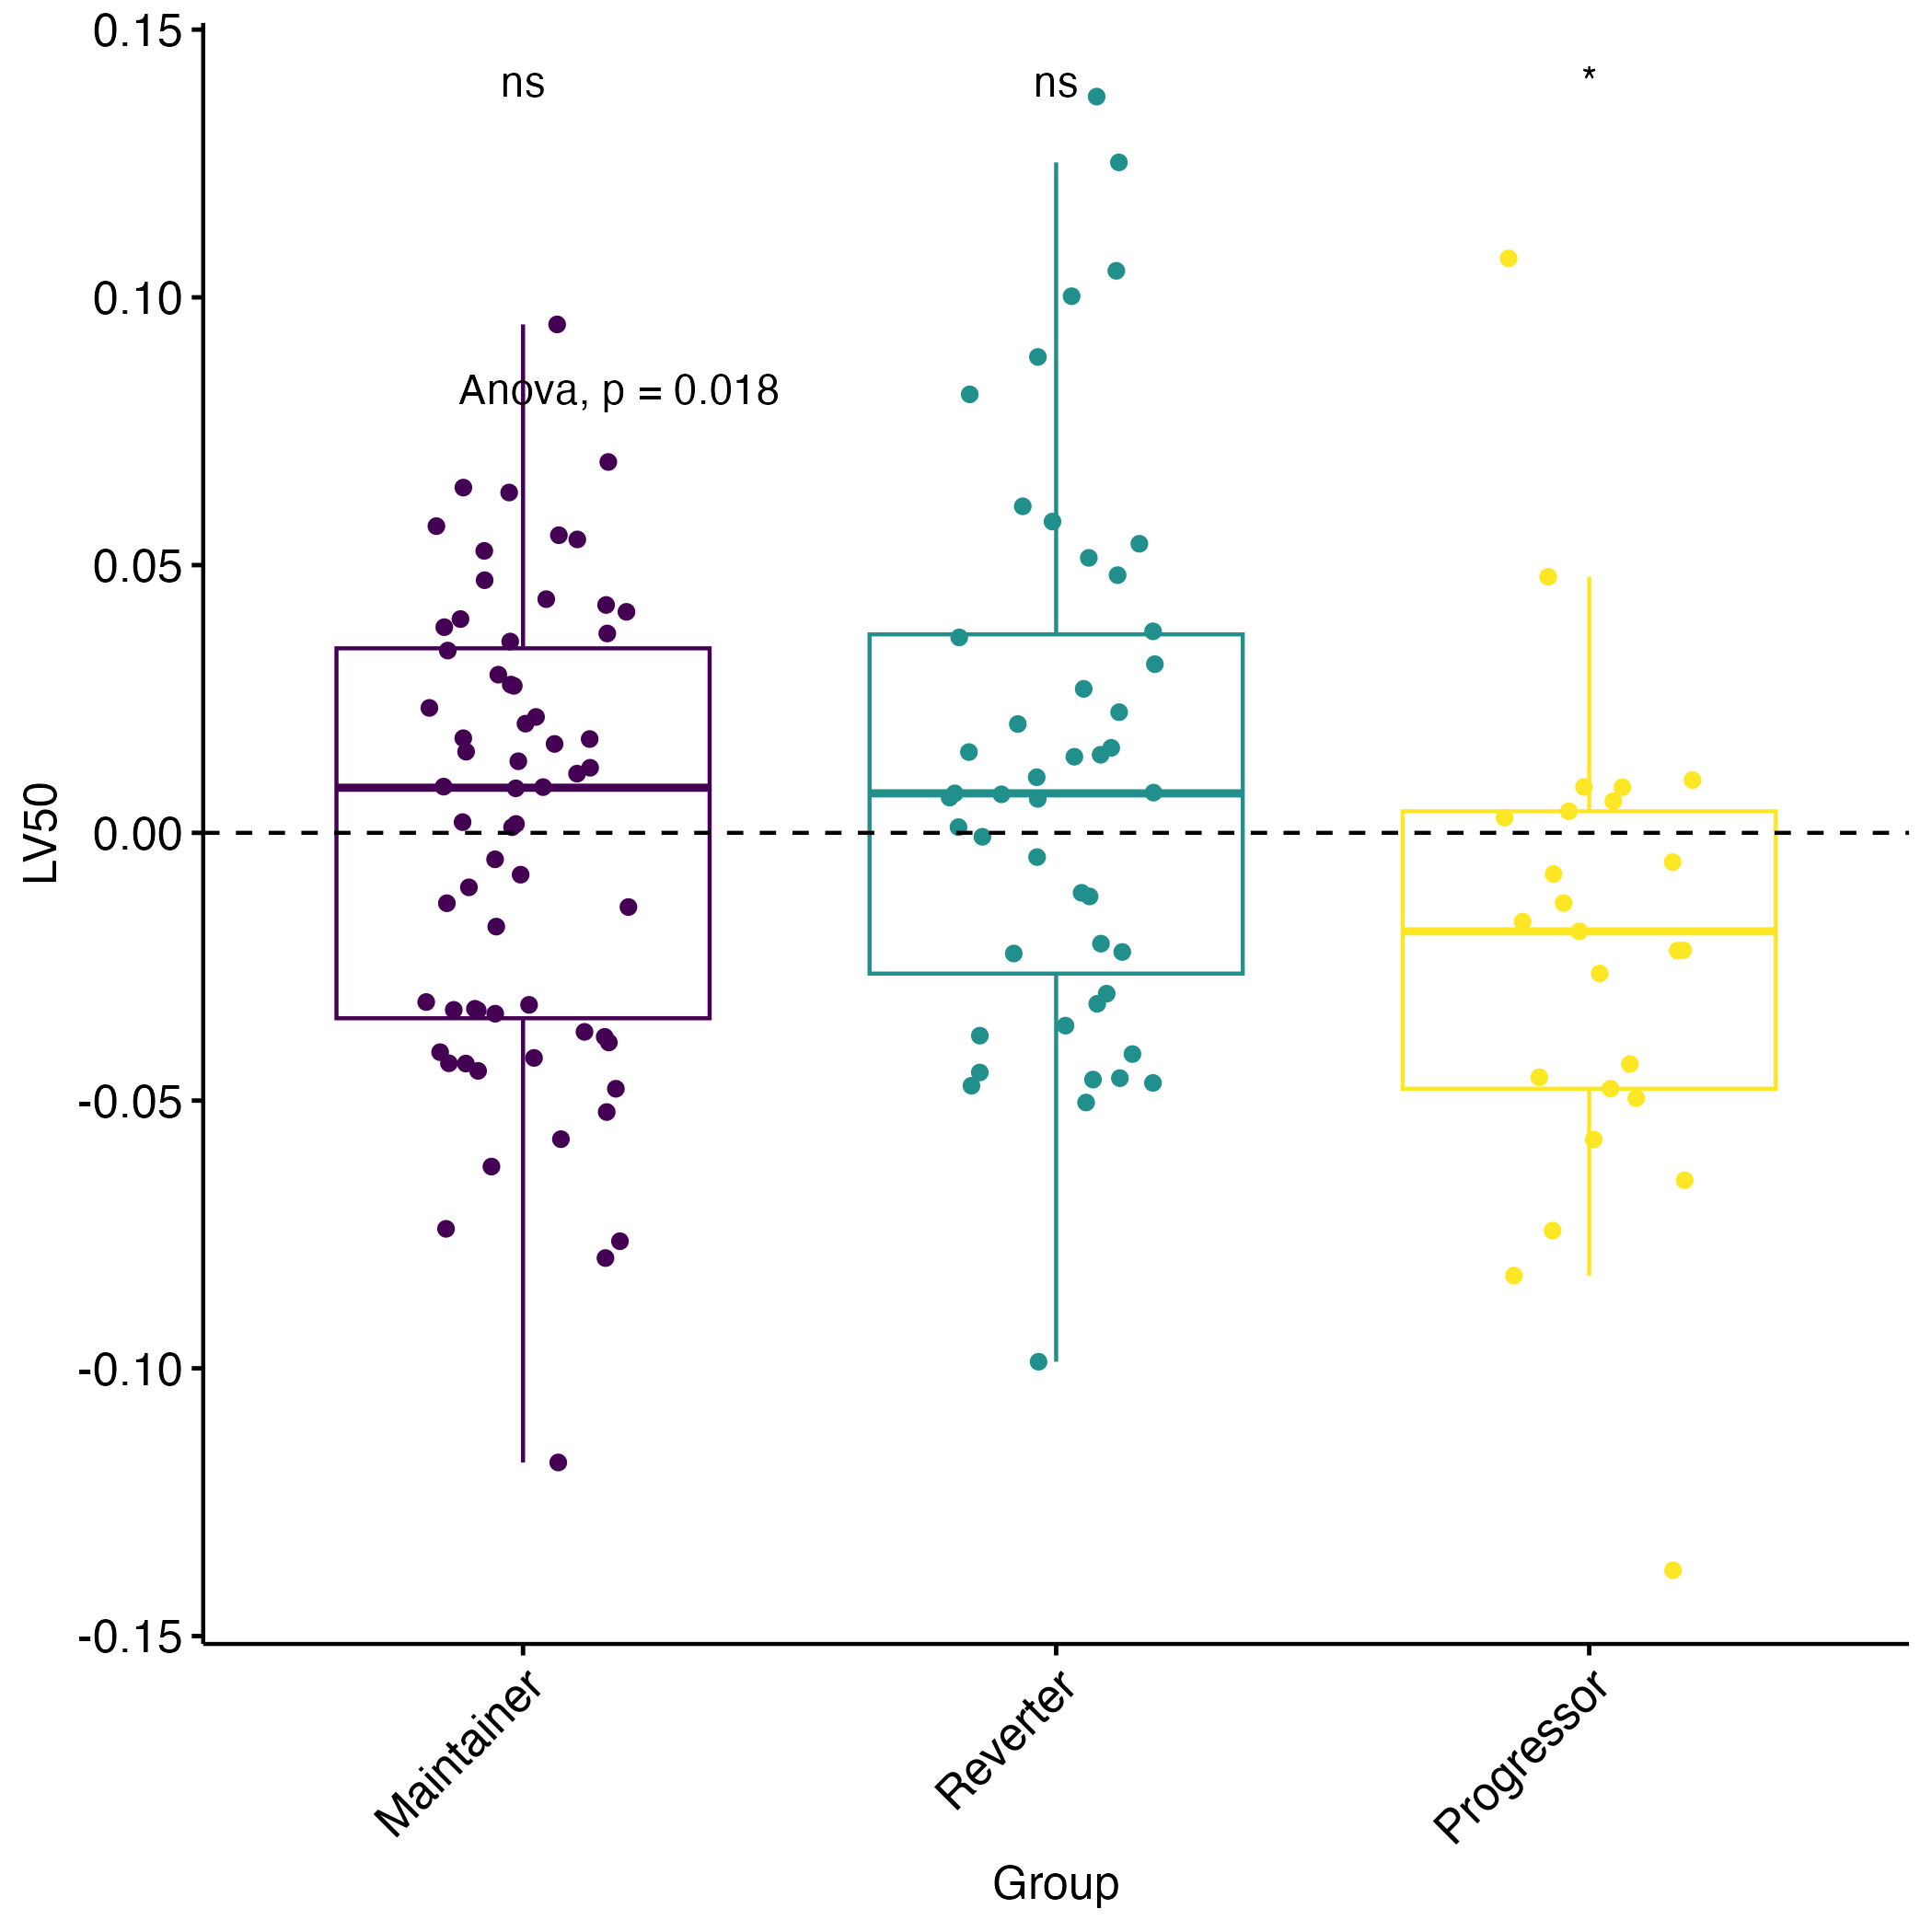 0.15
ns
ns
*
0.10
Anova, p = 0.018
0.05
LV50
0.00
-0.05
-0.10
-0.15
Maintainer
Reverter
Progressor
Group